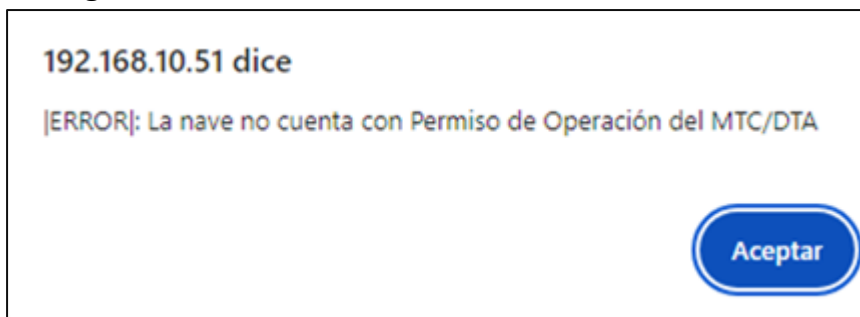 192.168.10.51 dice
|ERROR|: La nave no cuenta con Permiso de Operación del MTC/DTA
Aceptar